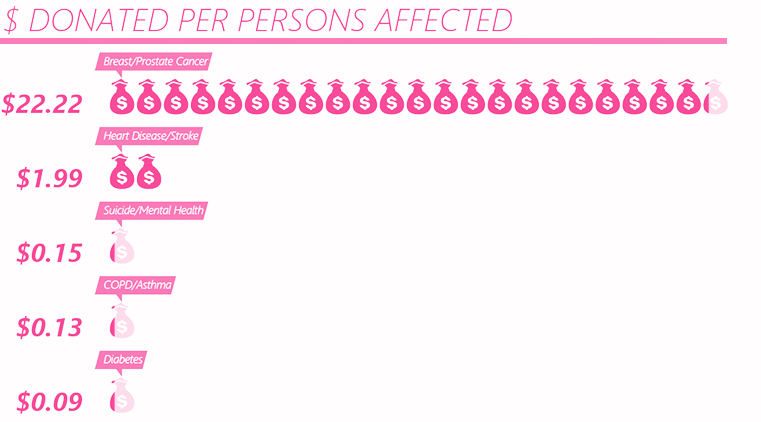 $ DONATED PER PERSONS AFFECTED
Breast/Prostate Cancer
$22.22
Heart Disease/Stroke
$1.99
Suicide/Mental Health
$0.15
COPD/Asthma
$0.13
Diabetes
$0.09